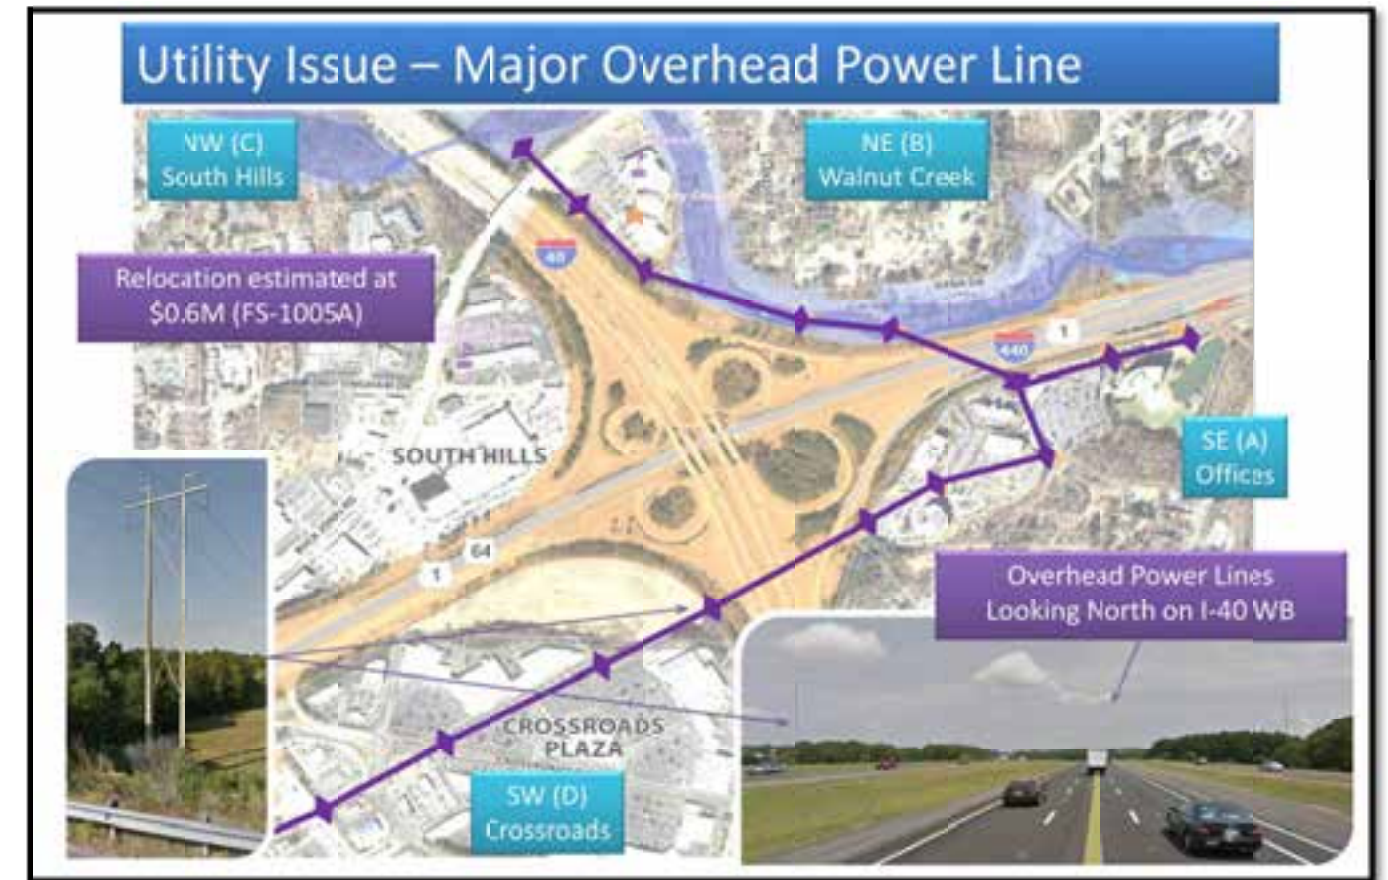 Utility Issue – Major Overhead Power Line
NW (C)
South Hills
NE (B)
Walnut Creek
40
Relocation estimated at
$0.6M (FS-1005A)
1
440
SE (A)
Offices
SOUTH HILLS
64
1
Overhead Power Lines
Looking North on I-40 WB
CROSSROADS
PLAZA
SW (D)
Crossroads